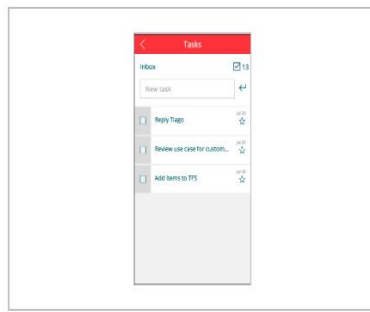 Tasks
Inbox
13
New task
Reply Tiago
Review use case for custom...
Add items to TFS